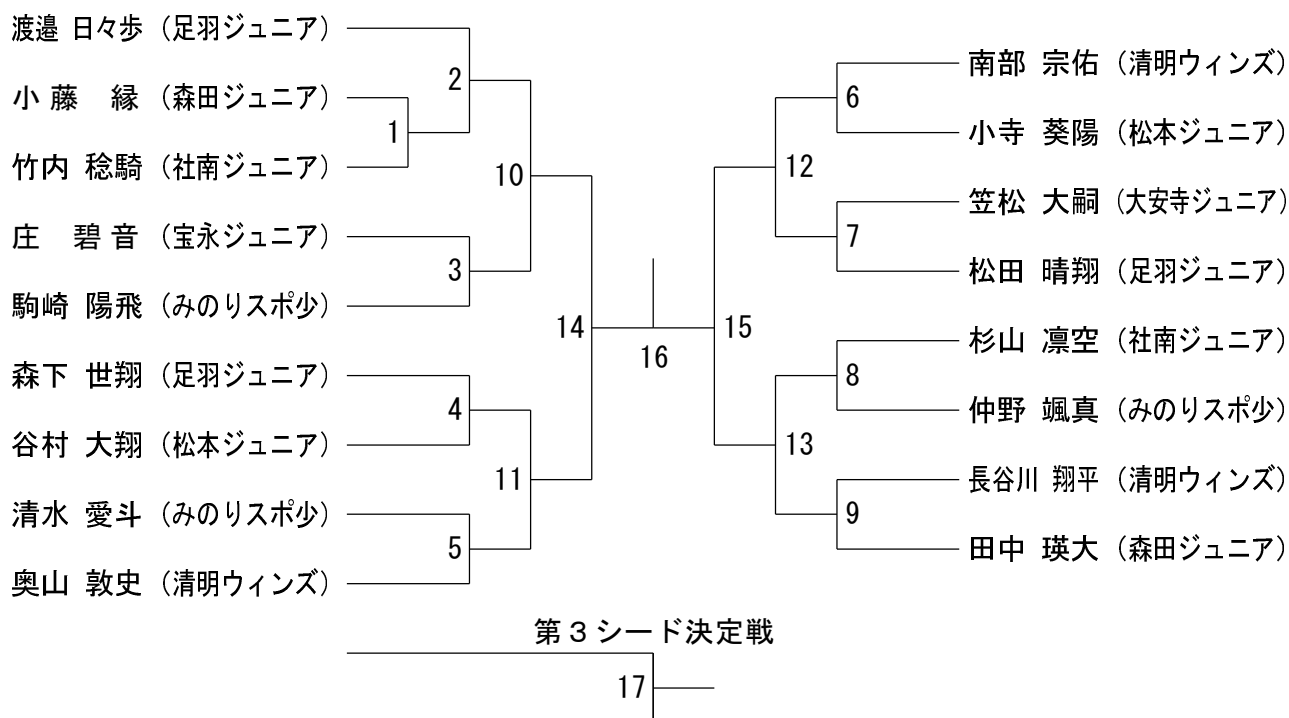 渡邉 日々歩 (足羽ジュニア)
小藤 縁 (森田ジュニア)
竹内 稔騎 (社南ジュニア)
庄 碧音 (宝永ジュニア)
駒崎 陽飛 (みのりスポ少)
森下 世翔 (足羽ジュニア)
谷村 大翔 (松本ジュニア)
清水 愛斗 (みのりスポ少)
奥山 敦史 (清明ウィンズ)
2
1
10
3
14
4
11
5
16
南部 宗佑 (清明ウィンズ)
小寺 葵陽 (松本ジュニア)
笠松 大嗣 (大安寺ジュニア)
松田 晴翔 (足羽ジュニア)
杉山 凛空 (社南ジュニア)
仲野 颯真 (みのりスポ少)
長谷川 翔平 (清明ウィンズ)
田中 瑛大 (森田ジュニア)
6
12
7
15
8
13
9
第3シード決定戦
17